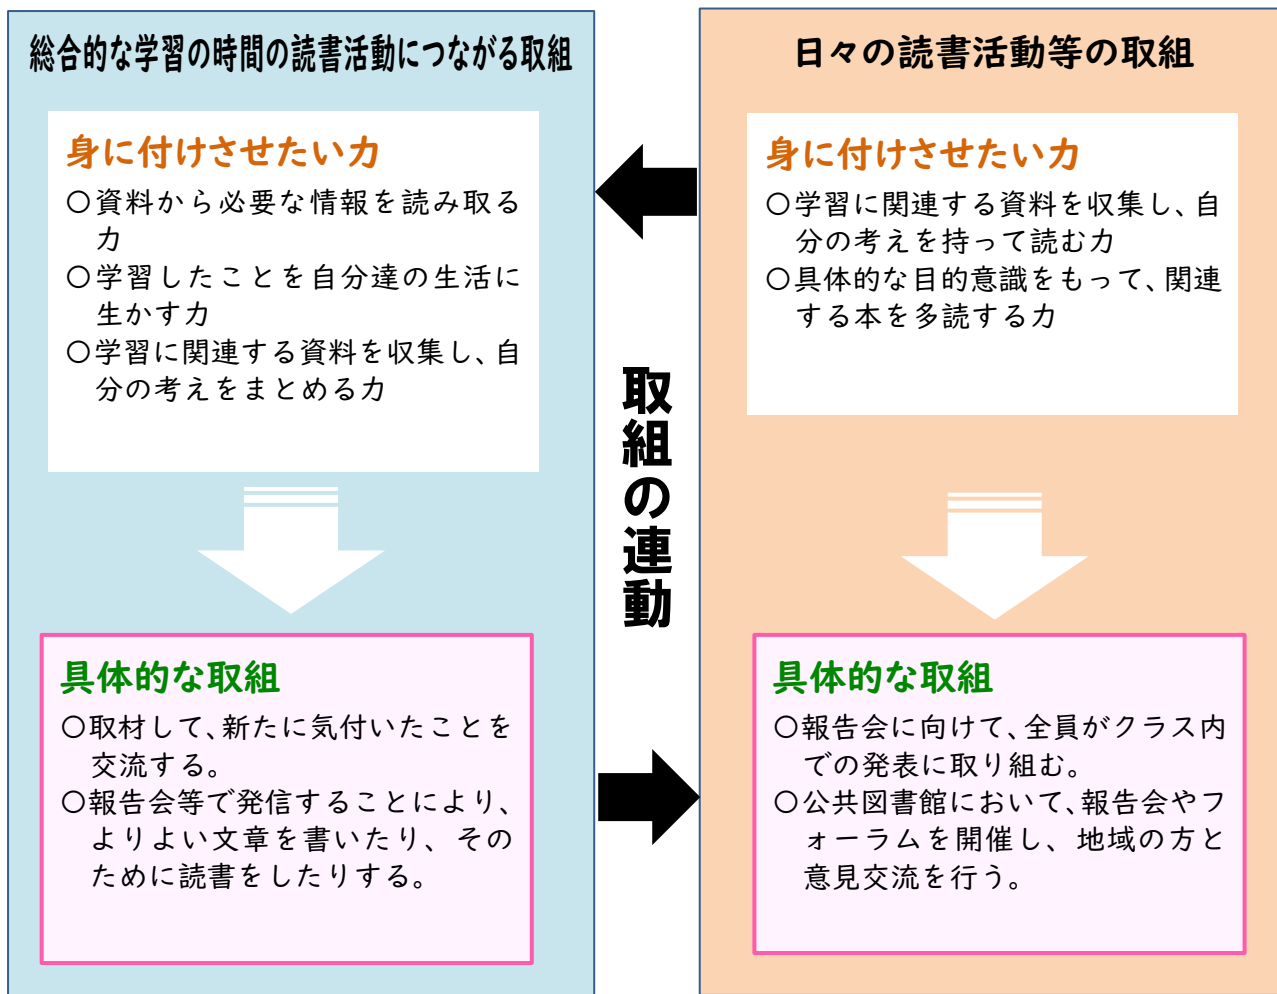 総合的な学習の時間の読書活動につながる取組
身に付けさせたい力
〇資料から必要な情報を読み取る
力
〇学習したことを自分達の生活に
生かす力
〇学習に関連する資料を収集し、自
分の考えをまとめる力
具体的な取組
〇取材して、新たに気付いたことを
交流する。
〇報告会等で発信することにより、
よりよい文章を書いたり、その
ために読書をしたりする。
取組の連動
日々の読書活動等の取組
身に付けさせたい力
〇学習に関連する資料を収集し、自
分の考えを持って読む力
〇具体的な目的意識をもって、関連
する本を多読する力
具体的な取組
〇報告会に向けて、全員がクラス内
での発表に取り組む。
〇公共図書館において、報告会やフ
ォーラムを開催し、地域の方と
意見交流を行う。